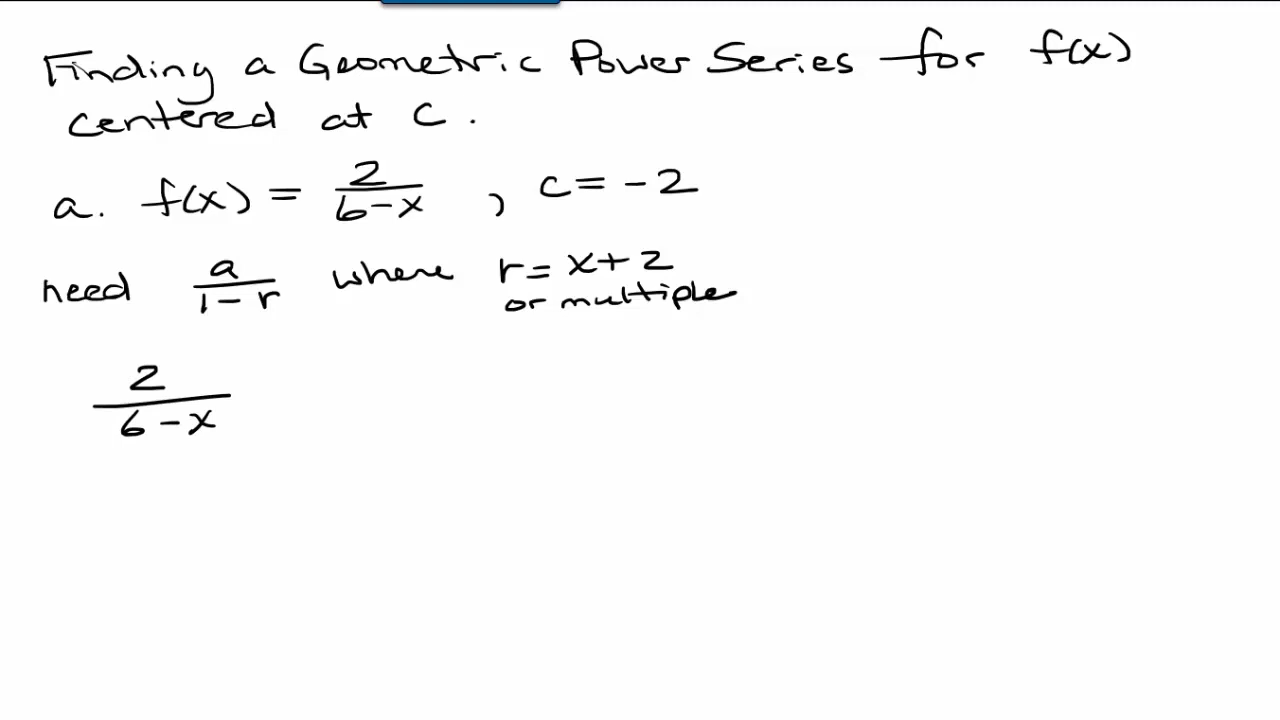 Finding a Geometric Power Series for f(x)
centered at c.
a. f(x) = 2/(6-x) , c = -2
need a/(1-r) where r = x+2
or multiple
2/(6-x)